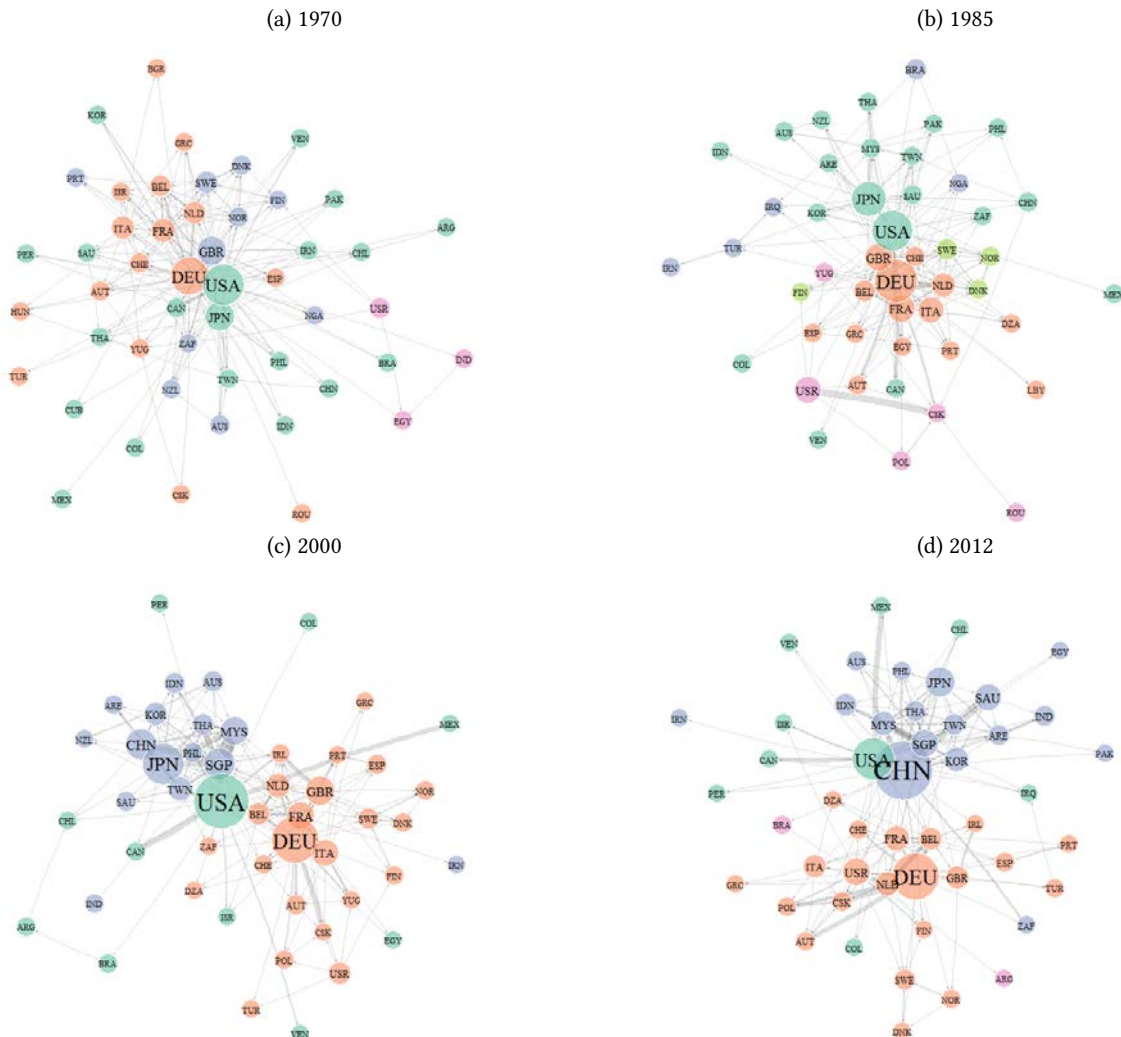 (a) 1970
BGR
KOR
GRC
VEN
DNK
PRT
SWE
ISR
BEL
FIN
PAK
NLD
NOR
ITA
FRA
ARG
GBR
IRN
CHL
PER
SAU
CHE
DEU
ESP
USA
AUT
CAN
USR
HUN
JPN
NGA
THA
ZAF
YUG
IND
PHL
BRA
TUR
TWN
CHN
NZL
CUB
EGY
AUS
IDN
COL
MEX
CSK
ROU
(b) 1985
BRA
THA
NZL
PAK
PHL
AUS
MYS
IDN
TWN
ARE
NGA
JPN
SAU
CHN
IRQ
KOR
ZAF
USA
TUR
SWE
GBR
CHE
NOR
IRN
YUG
DEU
NLD
FIN
BEL
DNK
MEX
FRA
ITA
DZA
ESP
GRC
EGY
PRT
COL
AUT
CAN
LBY
USR
CSK
VEN
POL
ROU
(c) 2000
PER
COL
IDN
AUS
ARE
KOR
GRC
THA
MYS
MEX
NZL
CHN
PHL
IRL
PRT
JPN
SGP
ESP
NLD
GBR
NOR
TWN
SAU
USA
BEL
FRA
SWE
DNK
CHL
DEU
ZAF
CAN
ITA
CHE
IRN
FIN
DZA
IND
AUT
YUG
ISR
ARG
CSK
EGY
BRA
POL
USR
TUR
VEN
(d) 2012
MEX
CHL
VEN
AUS
PHL
EGY
JPN
SAU
IDN
THA
IND
IRN
ISR
MYS
TWN
ARE
SGP
CAN
USA
KOR
PAK
CHN
PER
IRQ
DZA
BRA
CHE
IRL
FRA
BEL
PRT
ITA
ESP
USR
GRC
NLD
DEU
GBR
TUR
POL
CSK
ZAF
AUT
FIN
COL
SWE
ARG
NOR
DNK